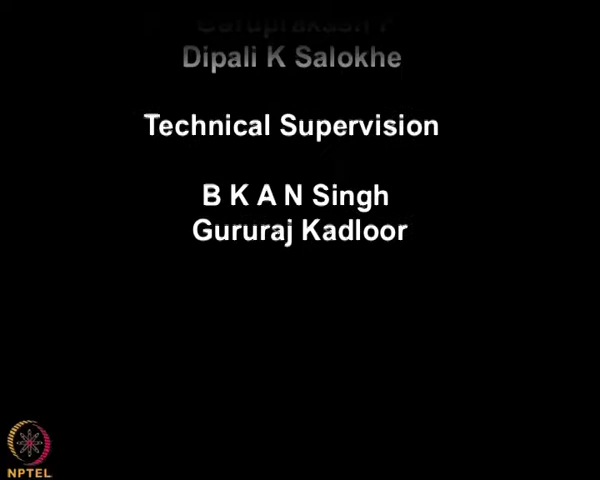 Dipali K Salokhe
Technical Supervision
B K A N Singh
Gururaj Kadloor
NPTEL